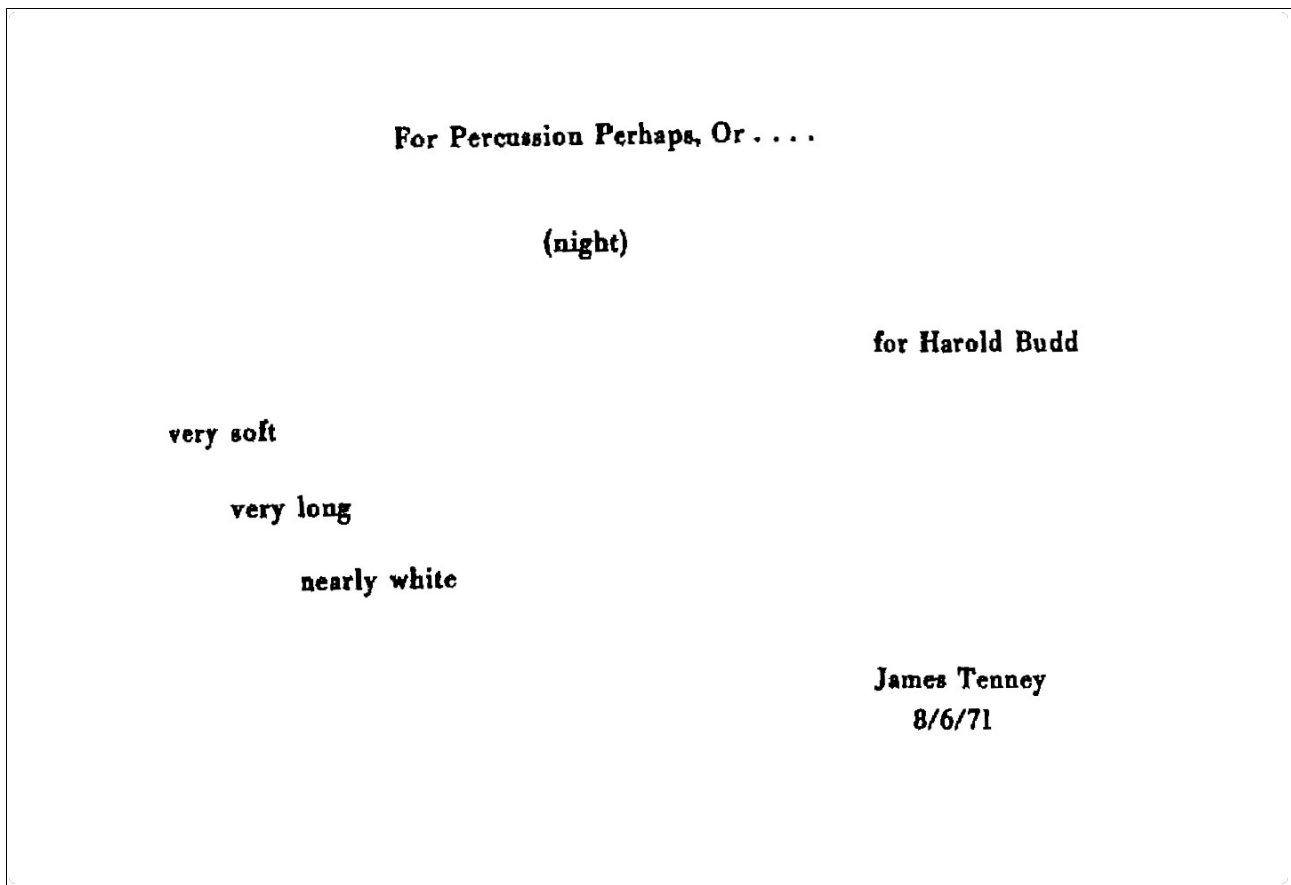 For Percussion Perhaps, Or . . . .
(night)
for Harold Budd
very soft
very long
nearly white
James Tenney
8/6/71